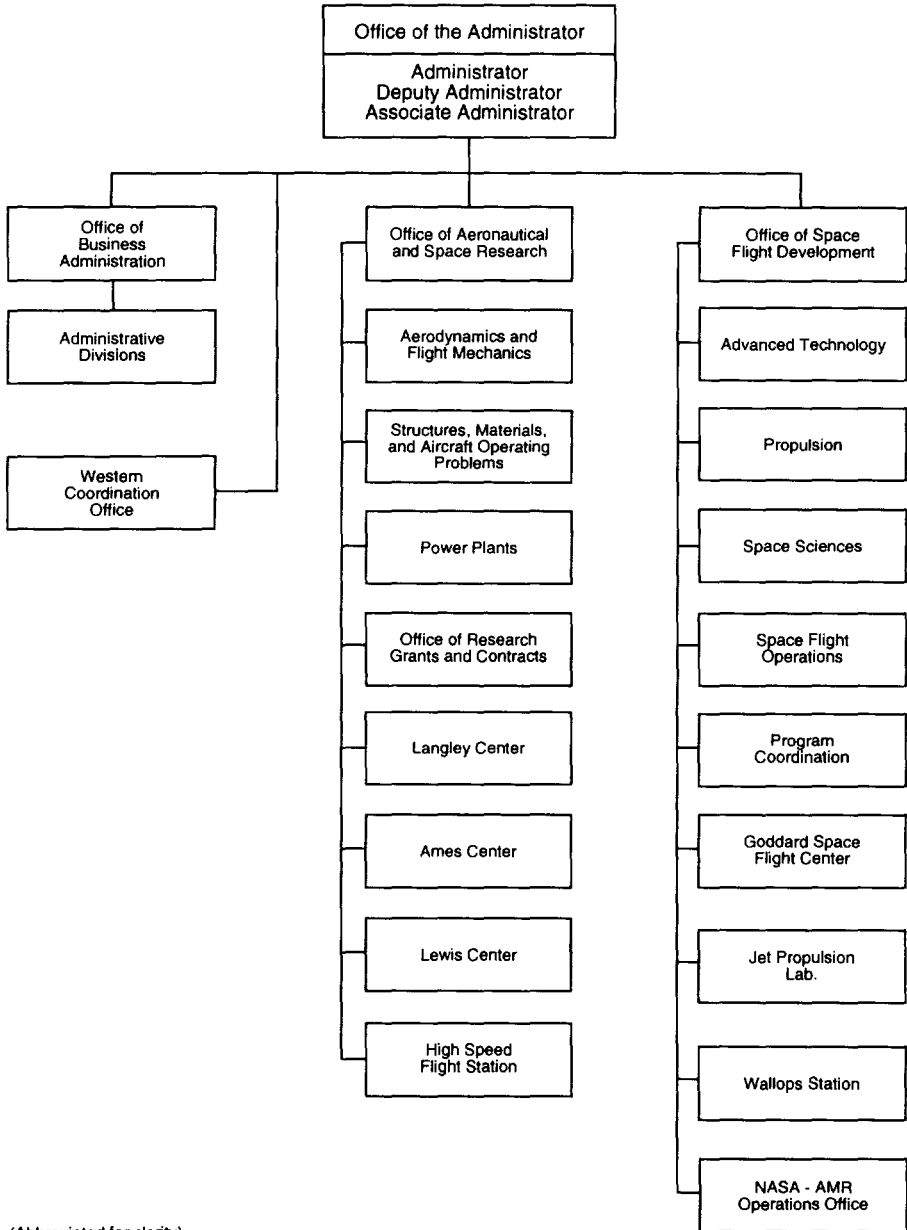 Office of the Administrator
Administrator
Deputy Administrator
Associate Administrator
Office of
Business
Administration
Administrative
Divisions
Western
Coordination
Office
Office of Aeronautical
and Space Research
Aerodynamics and
Flight Mechanics
Structures, Materials,
and Aircraft Operating
Problems
Power Plants
Office of Research
Grants and Contracts
Langley Center
Ames Center
Lewis Center
High Speed
Flight Station
Office of Space
Flight Development
Advanced Technology
Propulsion
Space Sciences
Space Flight
Operations
Program
Coordination
Goddard Space
Flight Center
Jet Propulsion
Lab.
Wallops Station
NASA - AMR
Operations Office